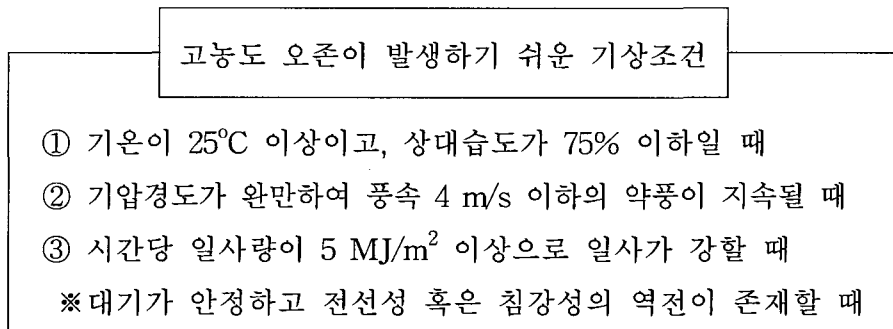 고농도 오존이 발생하기 쉬운 기상조건
① 기온이 25℃ 이상이고, 상대습도가 75% 이하일 때
② 기압경도가 완만하여 풍속 4 m/s 이하의 약풍이 지속될 때
③ 시간당 일사량이 5 MJ/m² 이상으로 일사가 강할 때
※대기가 안정하고 전선성 혹은 침강성의 역전이 존재할 때